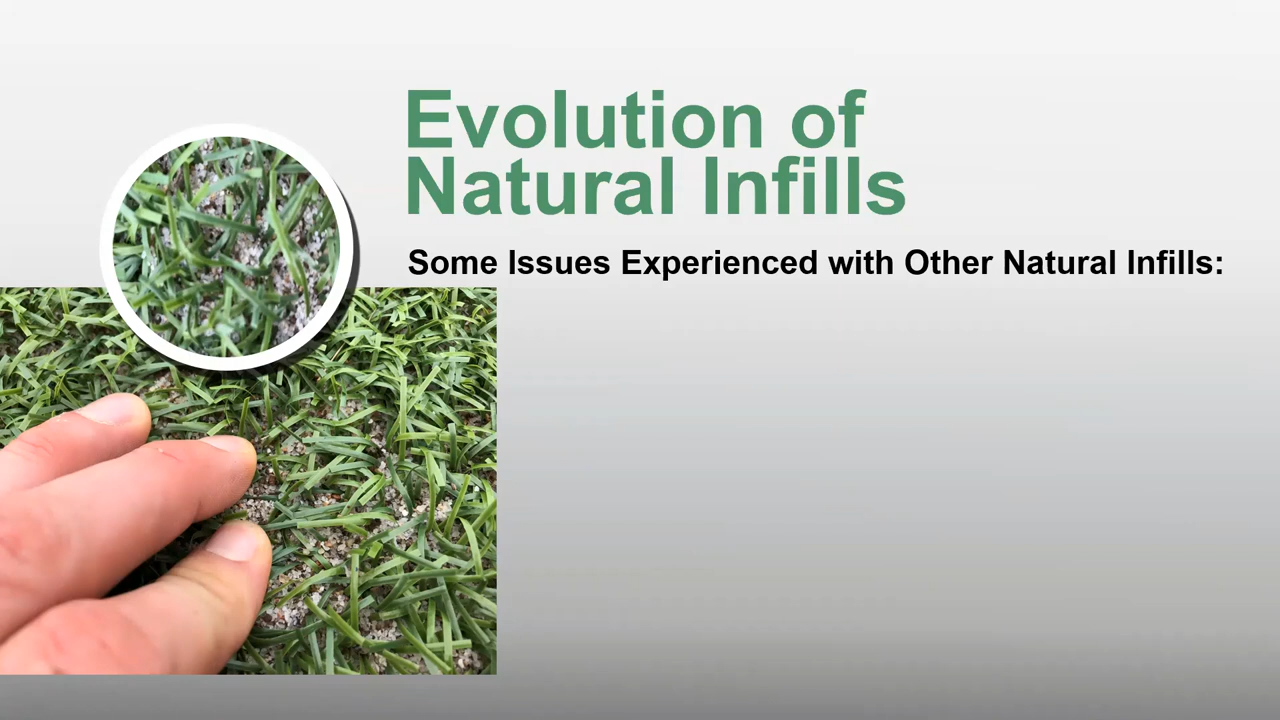 Evolution of
Natural Infills
Some Issues Experienced with Other Natural Infills: